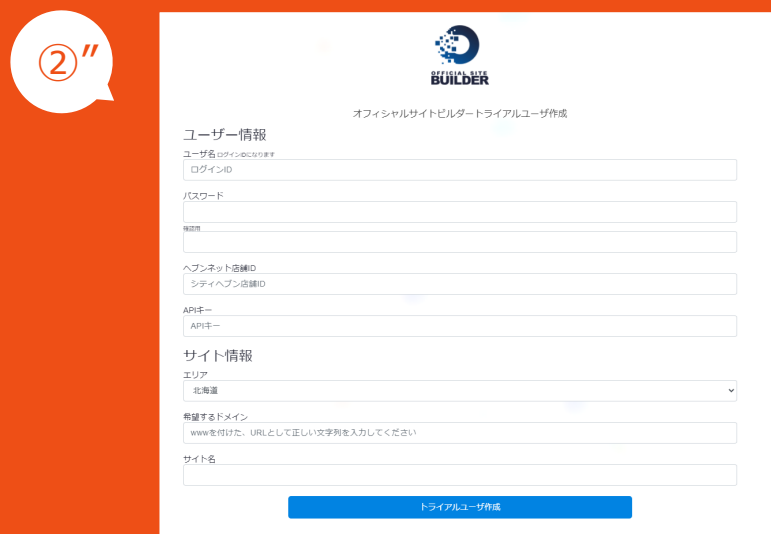 ②”
OFFICIAL SITE
BUILDER
オフィシャルサイトビルダートライアルユーザ作成
ユーザー情報
ユーザ名 ログインIDになります
ログインID
パスワード
確認用
ヘブンネット店舗ID
シティヘブン店舗ID
APIキー
APIキー
サイト情報
エリア
北海道
希望するドメイン
wwwを付けた、URLとして正しい文字列を入力してください
サイト名
トライアルユーザ作成